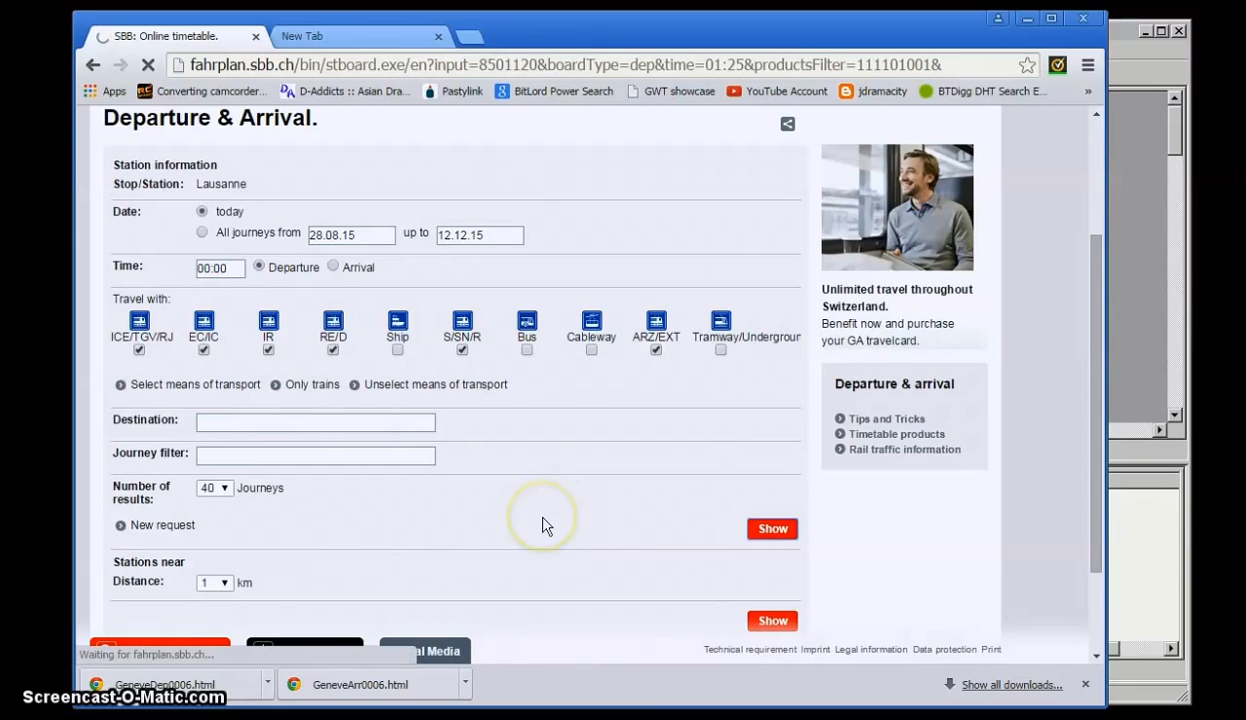 SBB: Online timetable.
New Tab
fahrplan.sbb.ch/bin/stboard.exe/en?input=8501120&boardType=dep&time=01:25&productsFilter=111101001&
Apps
Converting camcorder...
D-Addicts :: Asian Dra...
Pastylink
BitLord Power Search
GWT showcase
YouTube Account
jdramacity
BTDigg DHT Search E...
»
Departure & Arrival.
Station information
Stop/Station: Lausanne
Date: today
All journeys from 28.08.15 up to 12.12.15
Time: 00:00 Departure Arrival
Travel with:
ICE/TGV/RJ EC/IC IR RE/D Ship S/SN/R Bus Cableway ARZ/EXT Tramway/Underground
Select means of transport Only trains Unselect means of transport
Destination:
Journey filter:
Number of results: 40 Journeys
New request
Show
Stations near
Distance: 1 km
Show
Unlimited travel throughout
Switzerland.
Benefit now and purchase
your GA travelcard.
Departure & arrival
Tips and Tricks
Timetable products
Rail traffic information
al Media
Technical requirement Imprint Legal information Data protection Print
Waiting for fahrplan.sbb.ch...
GeneveDep0006.html
GeneveArr0006.html
Show all downloads...
Screencast-O-Matic.com